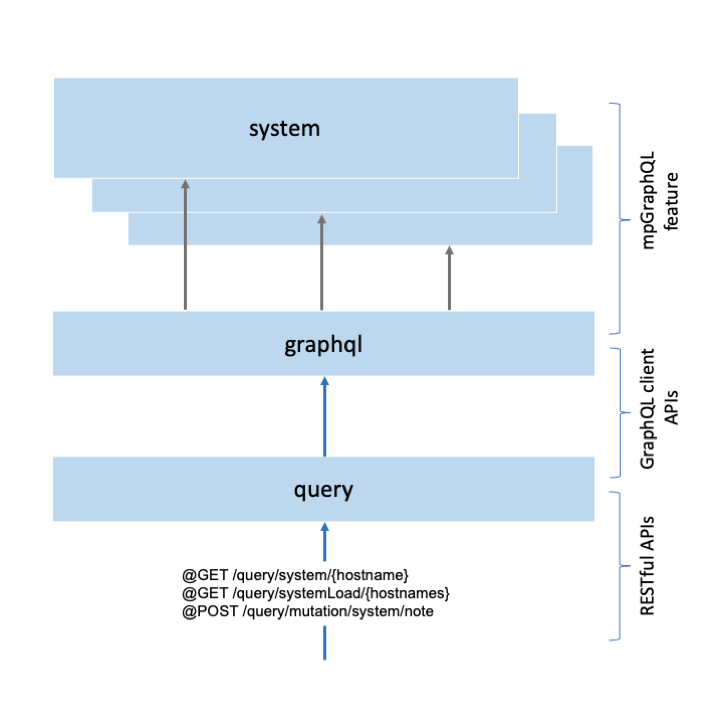 system
mpGraphQL
feature
graphql
GraphQL client
APIs
query
RESTful APIs
@GET /query/system/{hostname}
@GET /query/systemLoad/{hostnames}
@POST /query/mutation/system/note